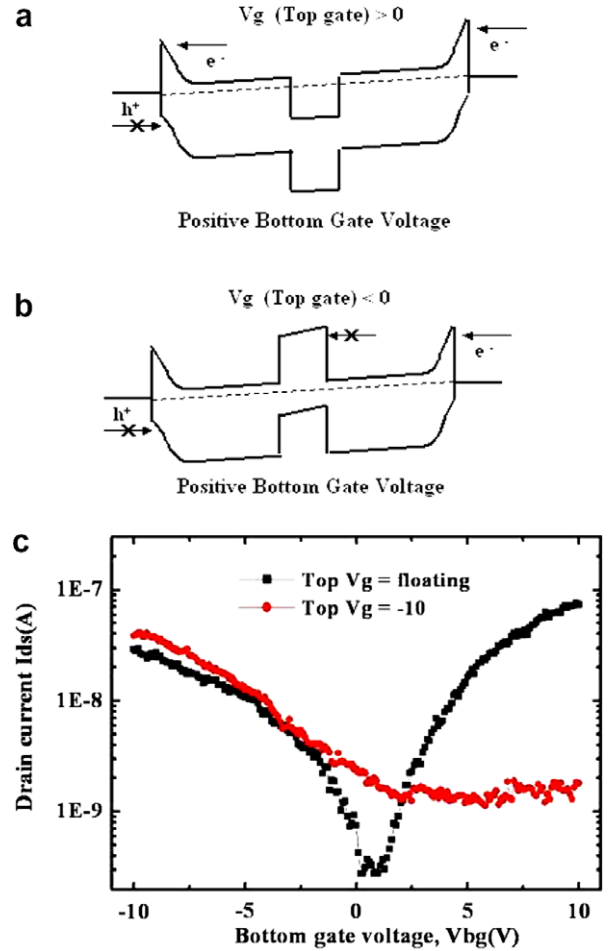 a
Vg (Top gate) > 0
e -
e -
h+
Positive Bottom Gate Voltage
b
Vg (Top gate) < 0
e -
h+
Positive Bottom Gate Voltage
c
1E-7
1E-8
1E-9
Drain current Ids(A)
Top Vg = floating
Top Vg = -10
-10 -5 0 5 10
Bottom gate voltage, Vbg(V)